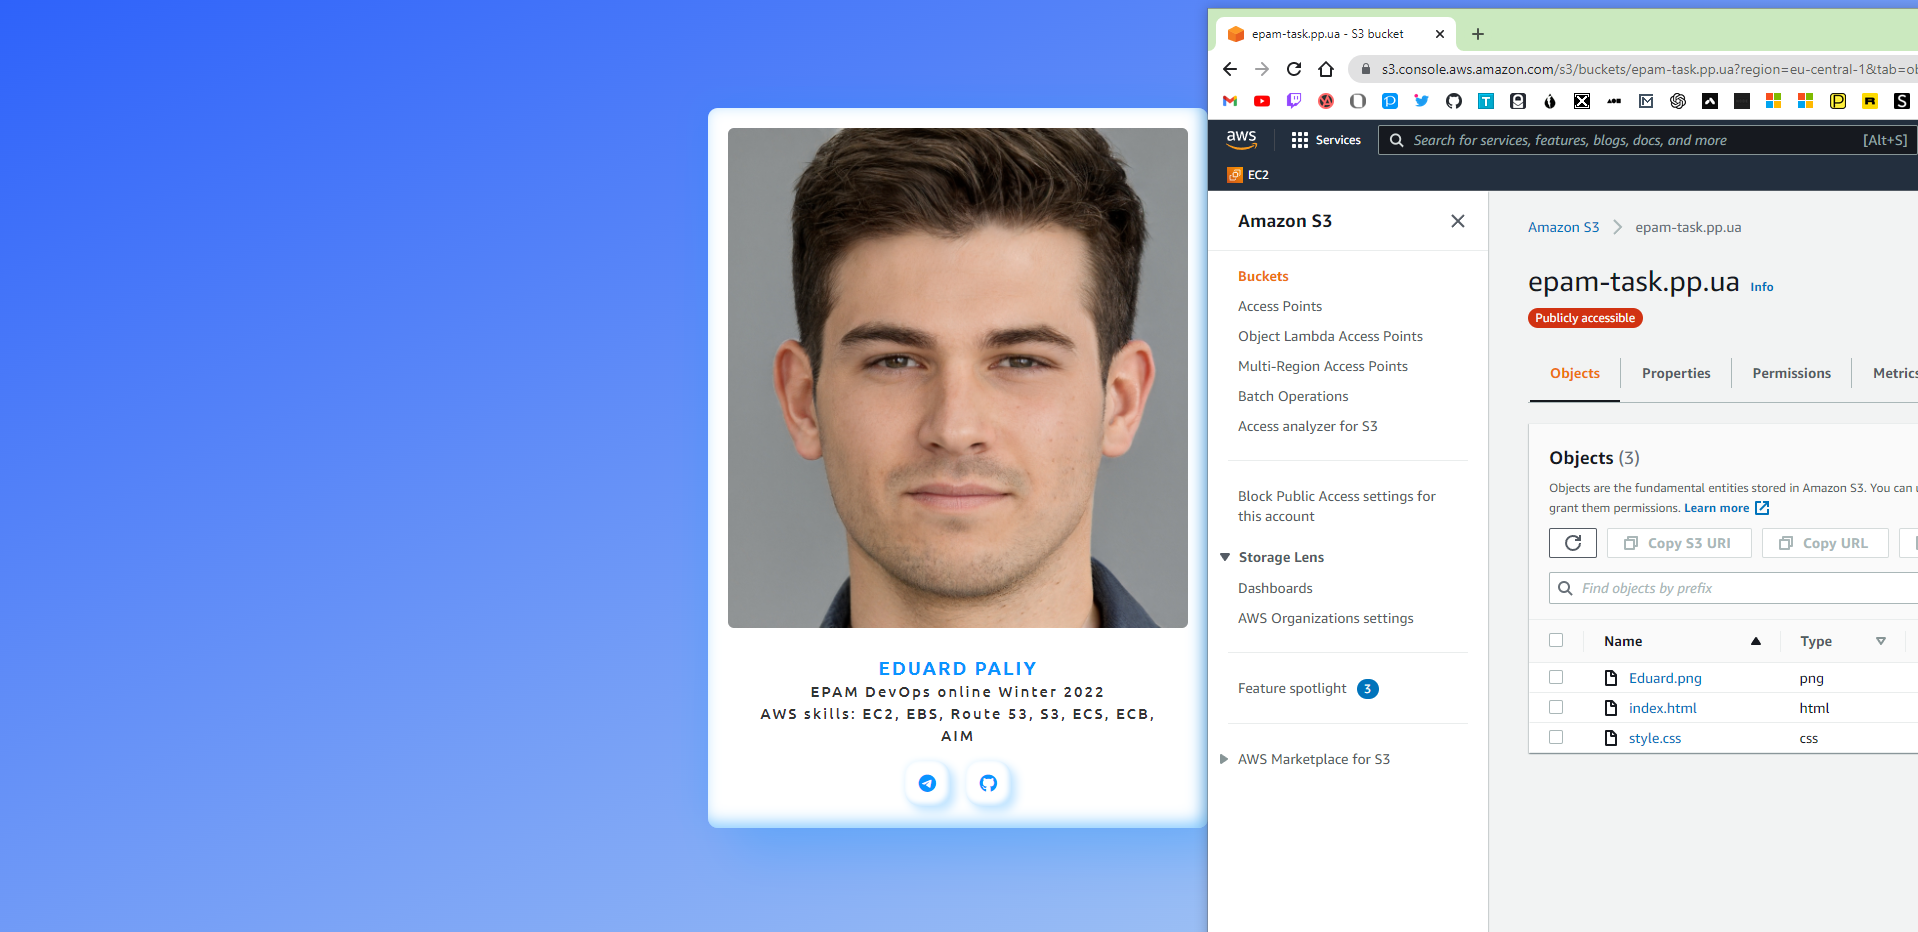 EDUARD PALIY
EPAM DevOps online Winter 2022
AWS skills: EC2, EBS, Route 53, S3, ECS, ECB,
AIM
epam-task.pp.ua - S3 bucket
s3.console.aws.amazon.com/s3/buckets/epam-task.pp.ua?region=eu-central-1&tab=ob
aws
Services
Search for services, features, blogs, docs, and more
[Alt+S]
EC2
Amazon S3
Buckets
Access Points
Object Lambda Access Points
Multi-Region Access Points
Batch Operations
Access analyzer for S3
Block Public Access settings for
this account
Storage Lens
Dashboards
AWS Organizations settings
Feature spotlight 3
AWS Marketplace for S3
Amazon S3 epam-task.pp.ua
epam-task.pp.ua Info
Publicly accessible
Objects Properties Permissions Metrics
Objects (3)
Objects are the fundamental entities stored in Amazon S3. You can
grant them permissions. Learn more
Copy S3 URI Copy URL
Find objects by prefix
Name Type
Eduard.png png
index.html html
style.css css